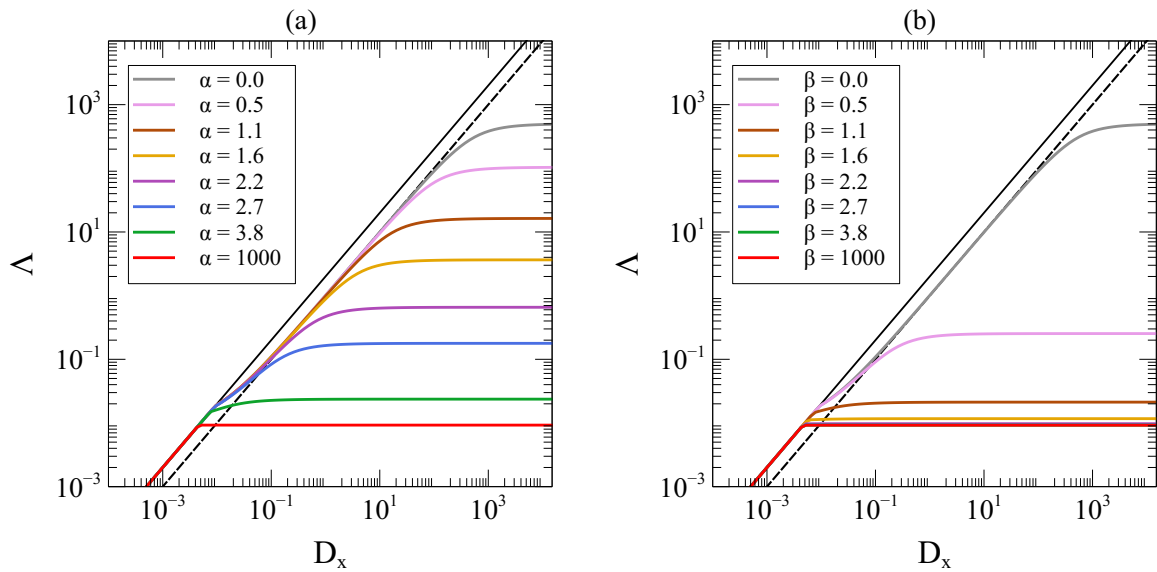 (a)
α = 0.0
α = 0.5
α = 1.1
α = 1.6
α = 2.2
α = 2.7
α = 3.8
α = 1000
Λ
10³
10¹
10⁻¹
10⁻³
10⁻³
10⁻¹
10¹
10³
Dₓ
(b)
β = 0.0
β = 0.5
β = 1.1
β = 1.6
β = 2.2
β = 2.7
β = 3.8
β = 1000
Λ
10³
10¹
10⁻¹
10⁻³
10⁻³
10⁻¹
10¹
10³
Dₓ